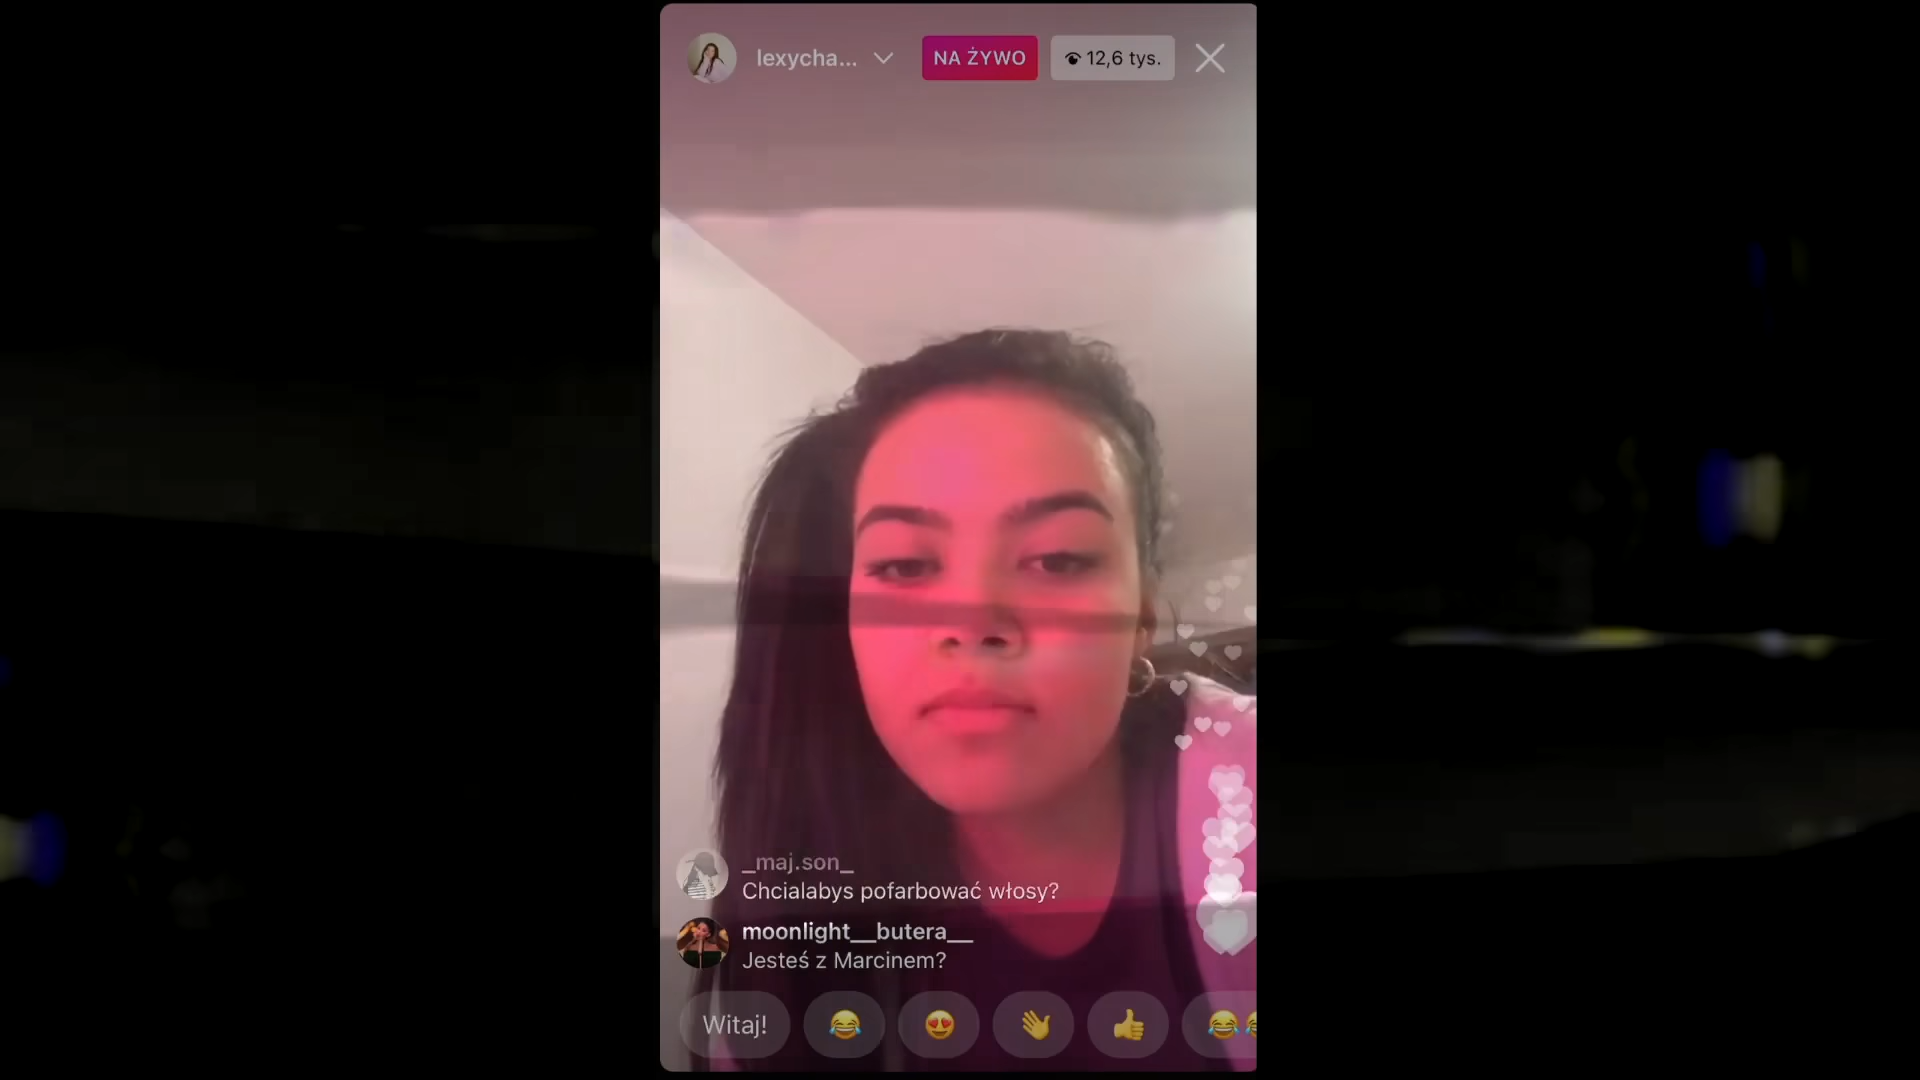 lexycha...
NA ŻYWO
12,6 tys.
_maj.son_
Chcialabys pofarbować włosy?
moonlight__butera__
Jesteś z Marcinem?
Witaj!